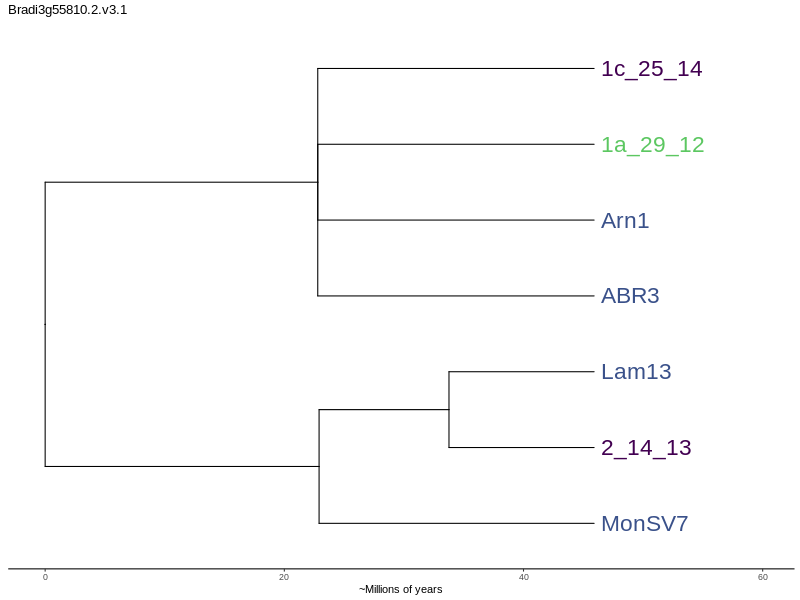 Bradi3g55810.2.v3.1
1c_25_14
1a_29_12
Arn1
ABR3
Lam13
2_14_13
MonSV7
0 20 40 60
~Millions of years